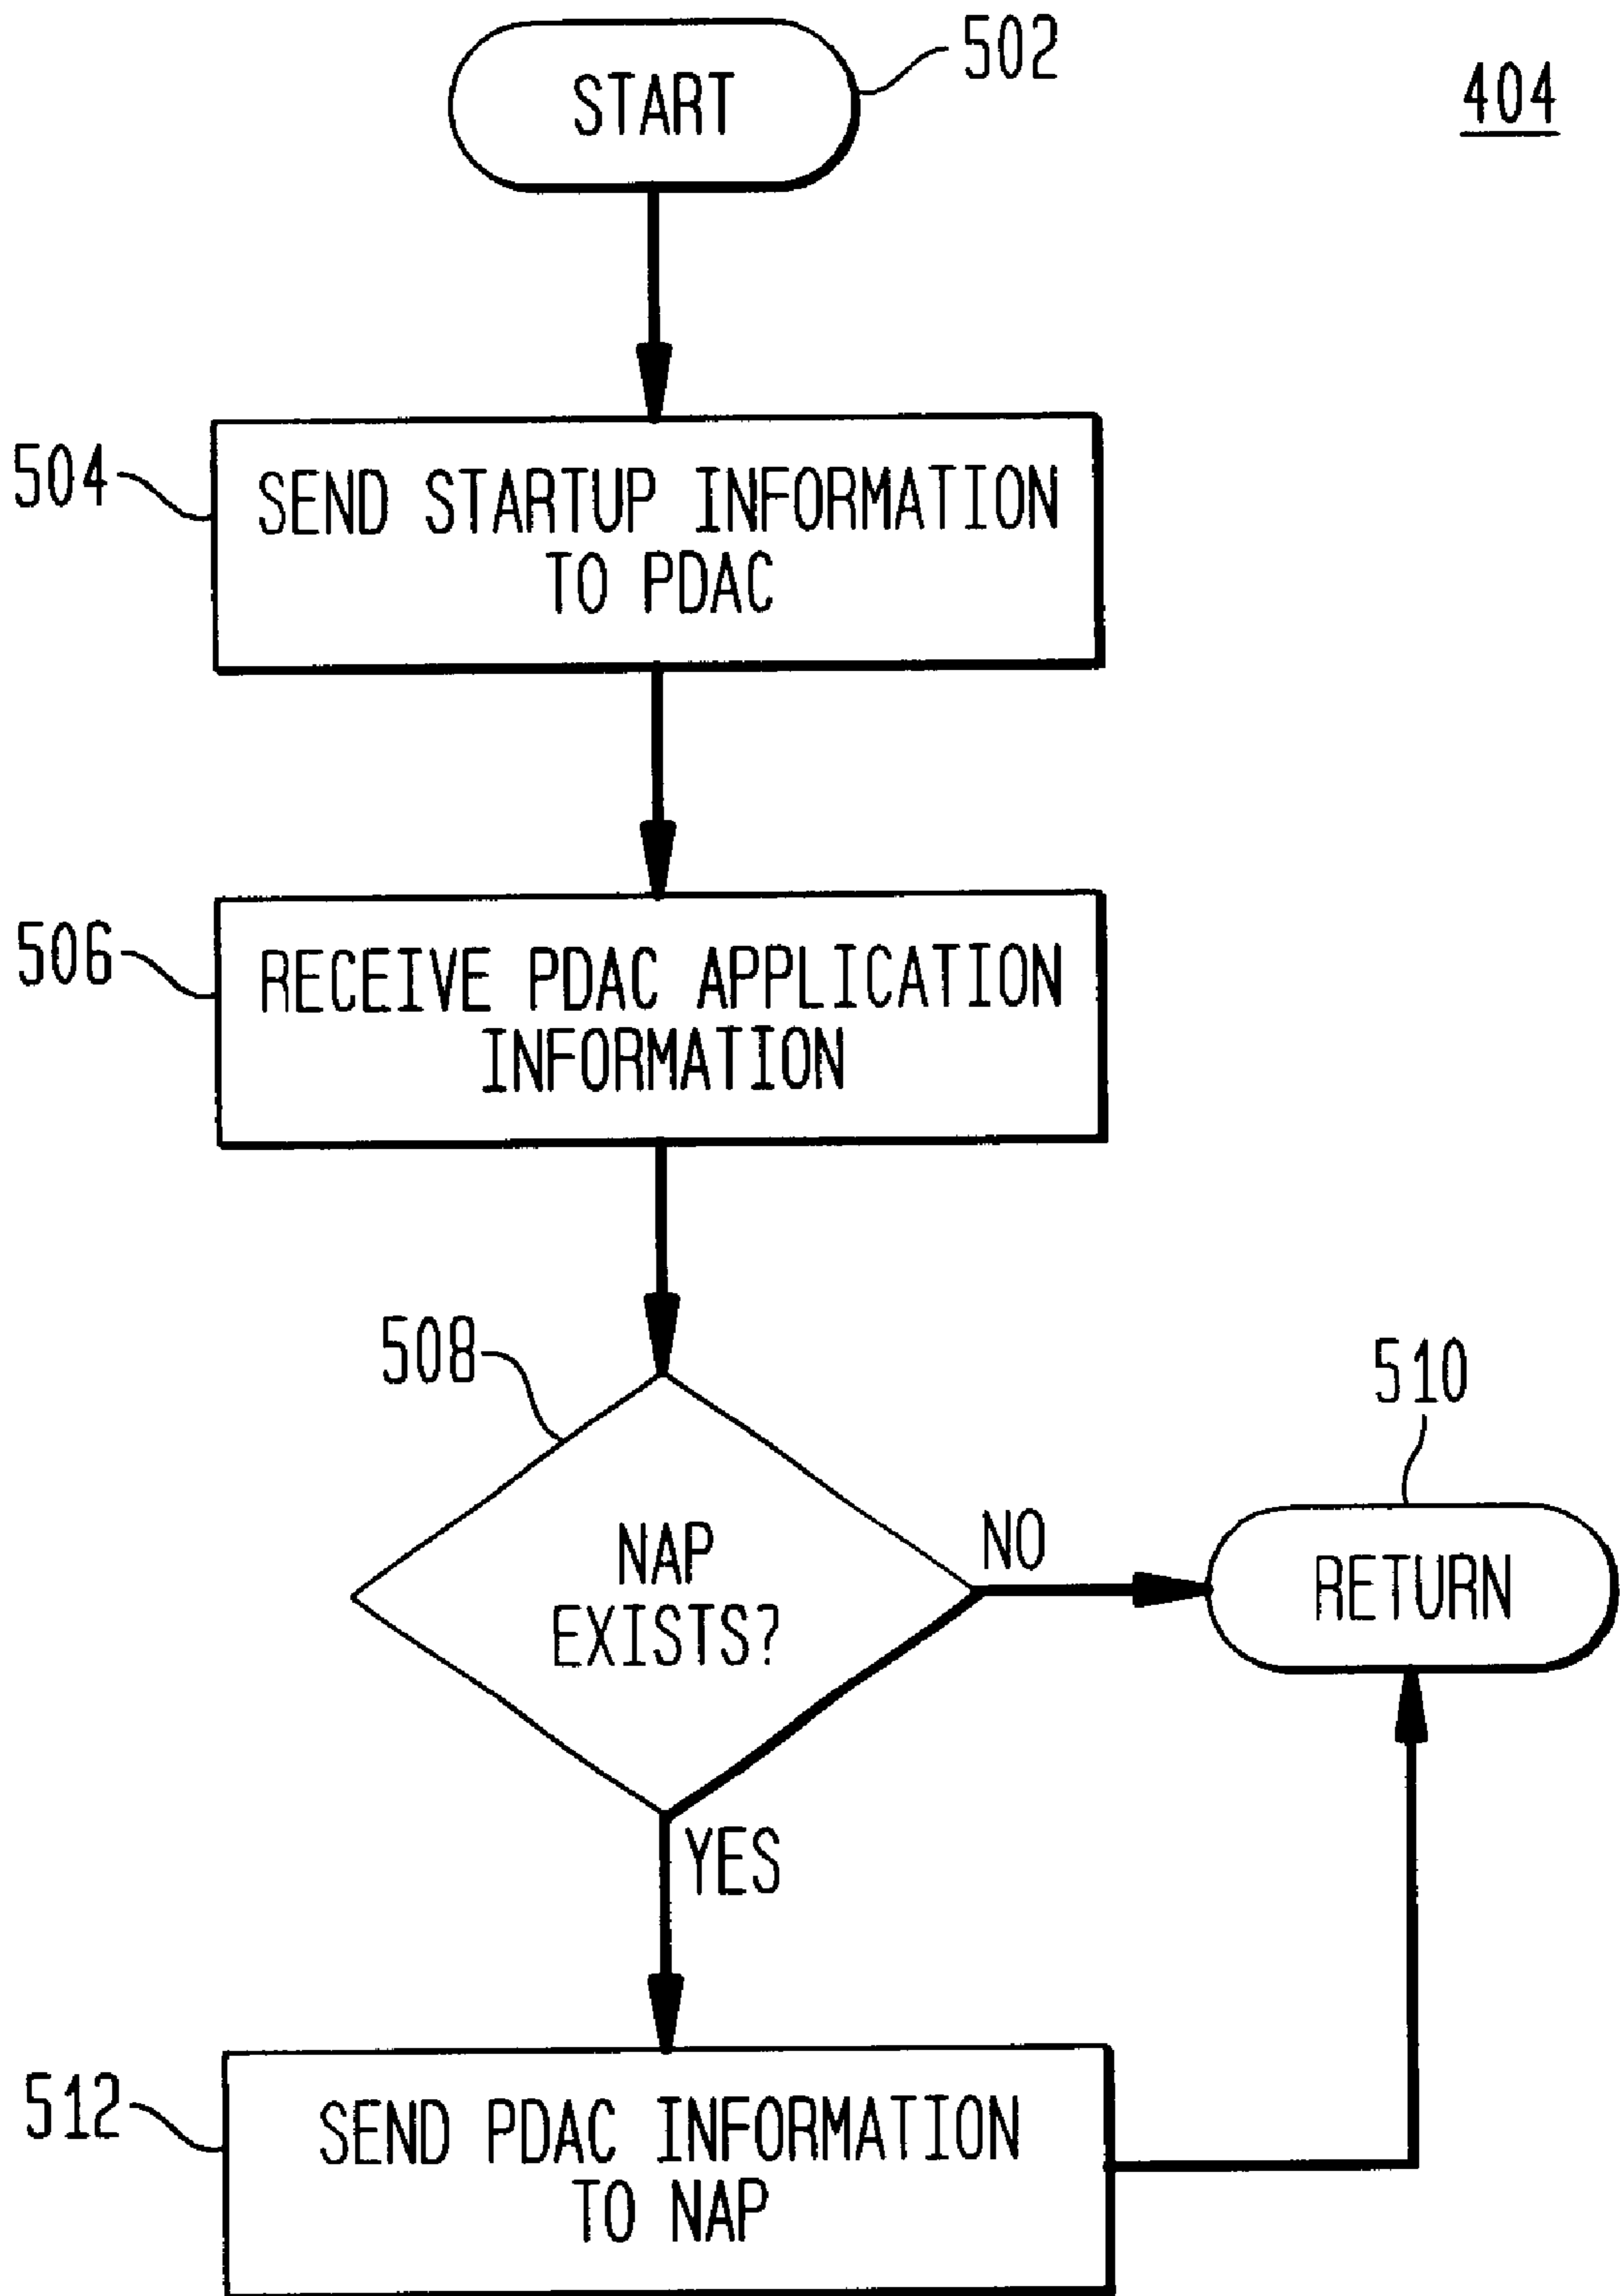 502
START
404
504
SEND STARTUP INFORMATION
TO PDAC
506
RECEIVE PDAC APPLICATION
INFORMATION
508
510
NAP
EXISTS?
NO
RETURN
YES
512
SEND PDAC INFORMATION
TO NAP